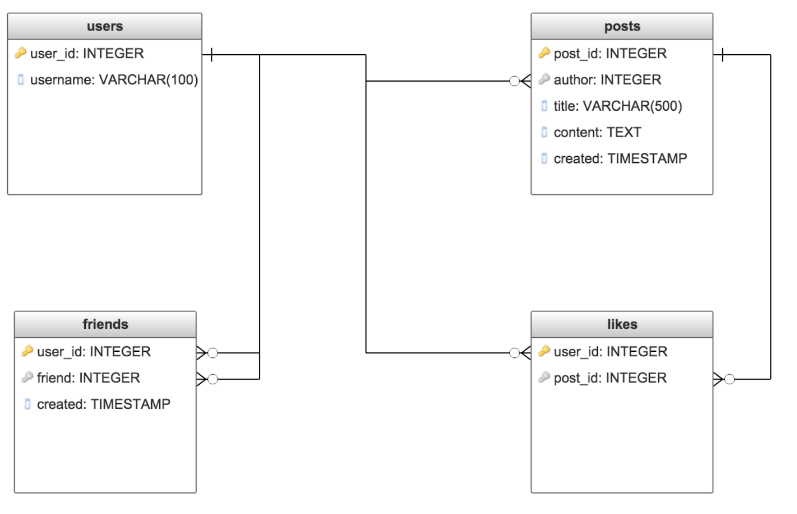 users
user_id: INTEGER
username: VARCHAR(100)
posts
post_id: INTEGER
author: INTEGER
title: VARCHAR(500)
content: TEXT
created: TIMESTAMP
friends
user_id: INTEGER
friend: INTEGER
created: TIMESTAMP
likes
user_id: INTEGER
post_id: INTEGER